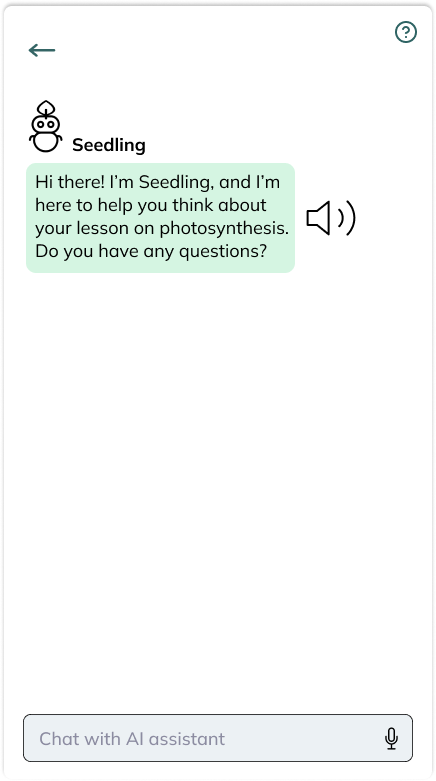 Seedling
Hi there! I’m Seedling, and I’m
here to help you think about
your lesson on photosynthesis.
Do you have any questions?
Chat with AI assistant